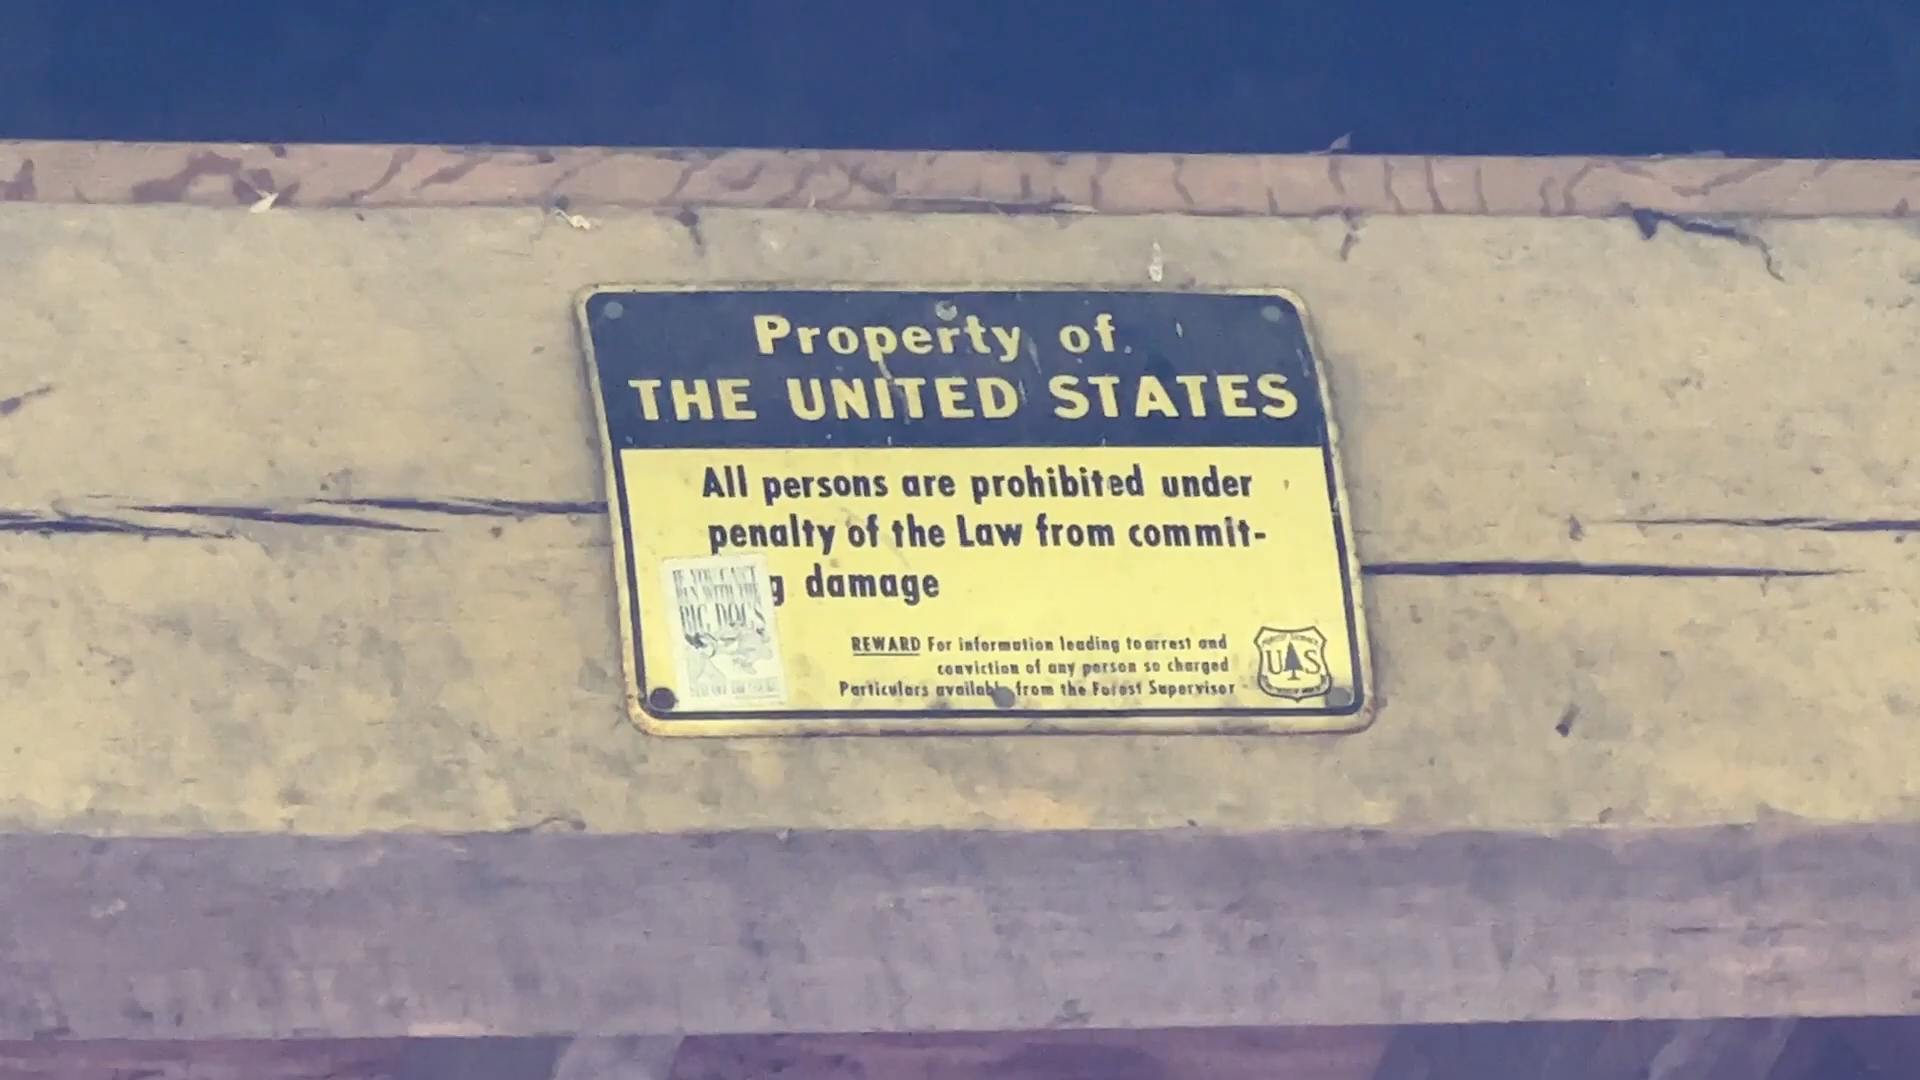 Property of
THE UNITED STATES
All persons are prohibited under
penalty of the Law from commit-
g damage
IF YOU CAN'T
RUN WITH THE
BIG DOGS
REWARD For information leading to arrest and
conviction of any person so charged
Particulars availabl from the Forest Supervisor
UAS